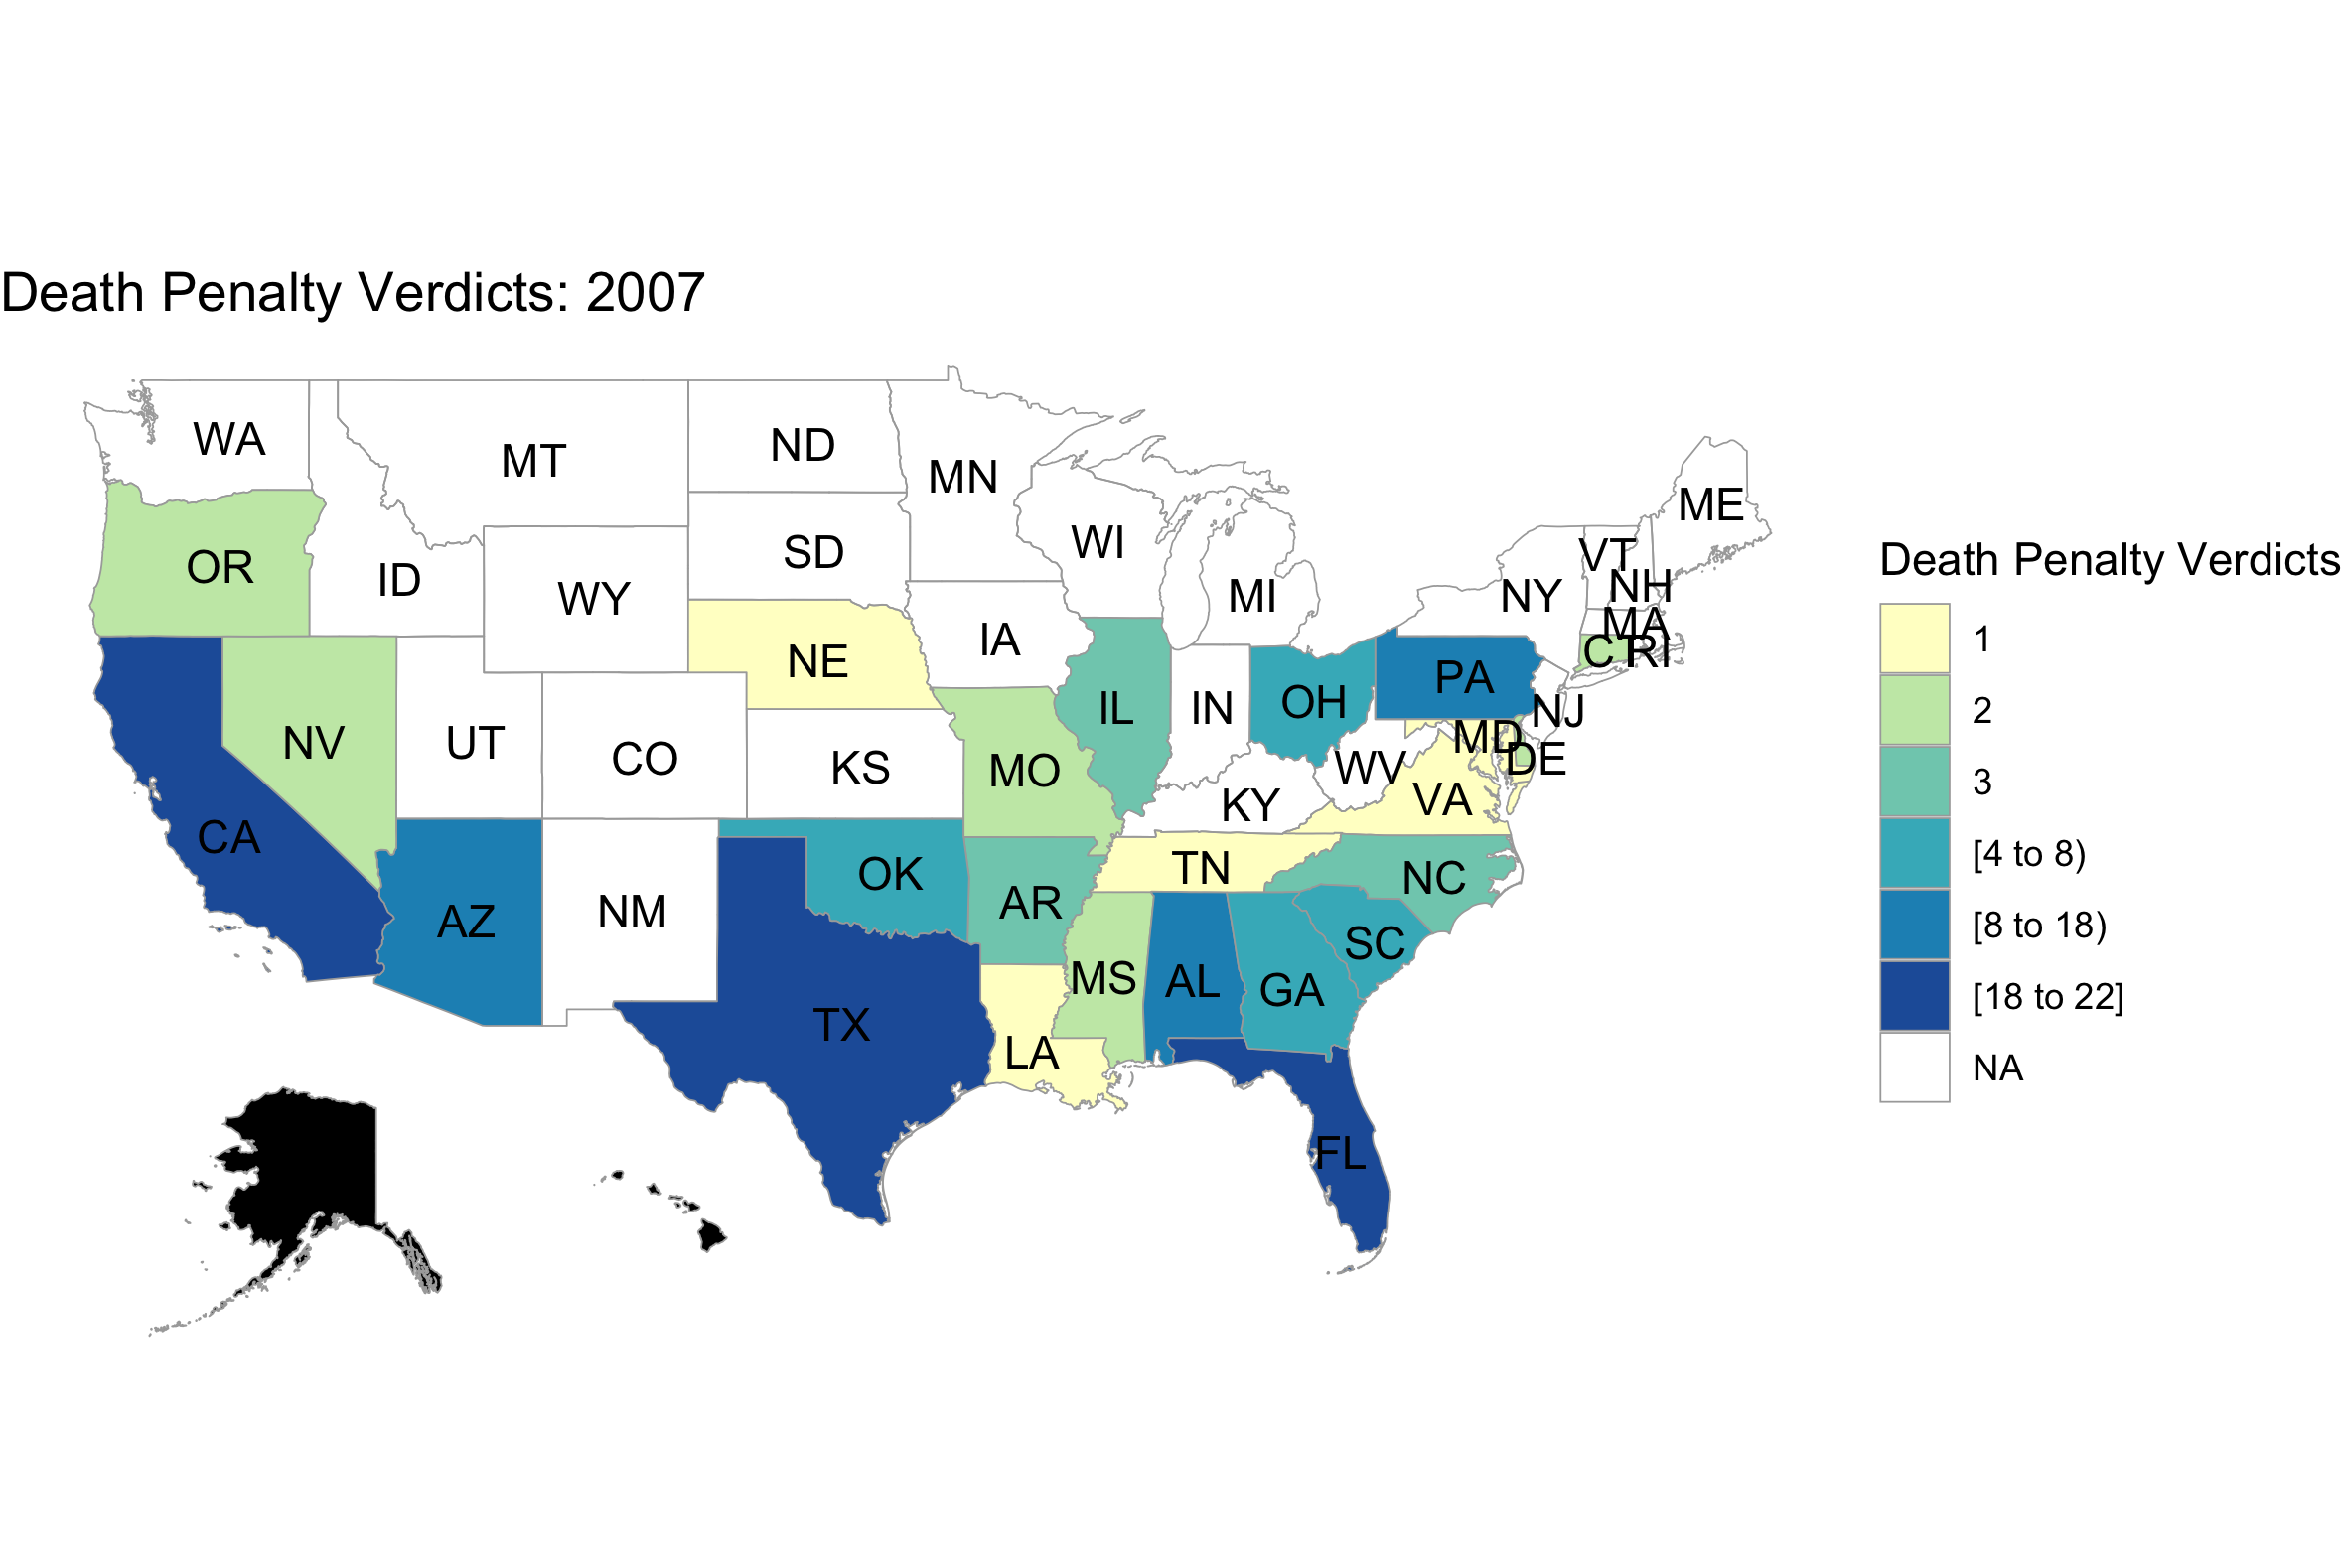 Death Penalty Verdicts: 2007
WA
MT
ND
MN
ME
OR
ID
WY
SD
WI
MI
NY
VT
NH
MA
CT
RI
NE
IA
PA
NJ
NV
UT
CO
KS
MO
IL
IN
OH
MD
DE
WV
VA
KY
CA
AZ
NM
OK
AR
TN
NC
SC
TX
LA
MS
AL
GA
FL
Death Penalty Verdicts
1
2
3
[4 to 8)
[8 to 18)
[18 to 22]
NA